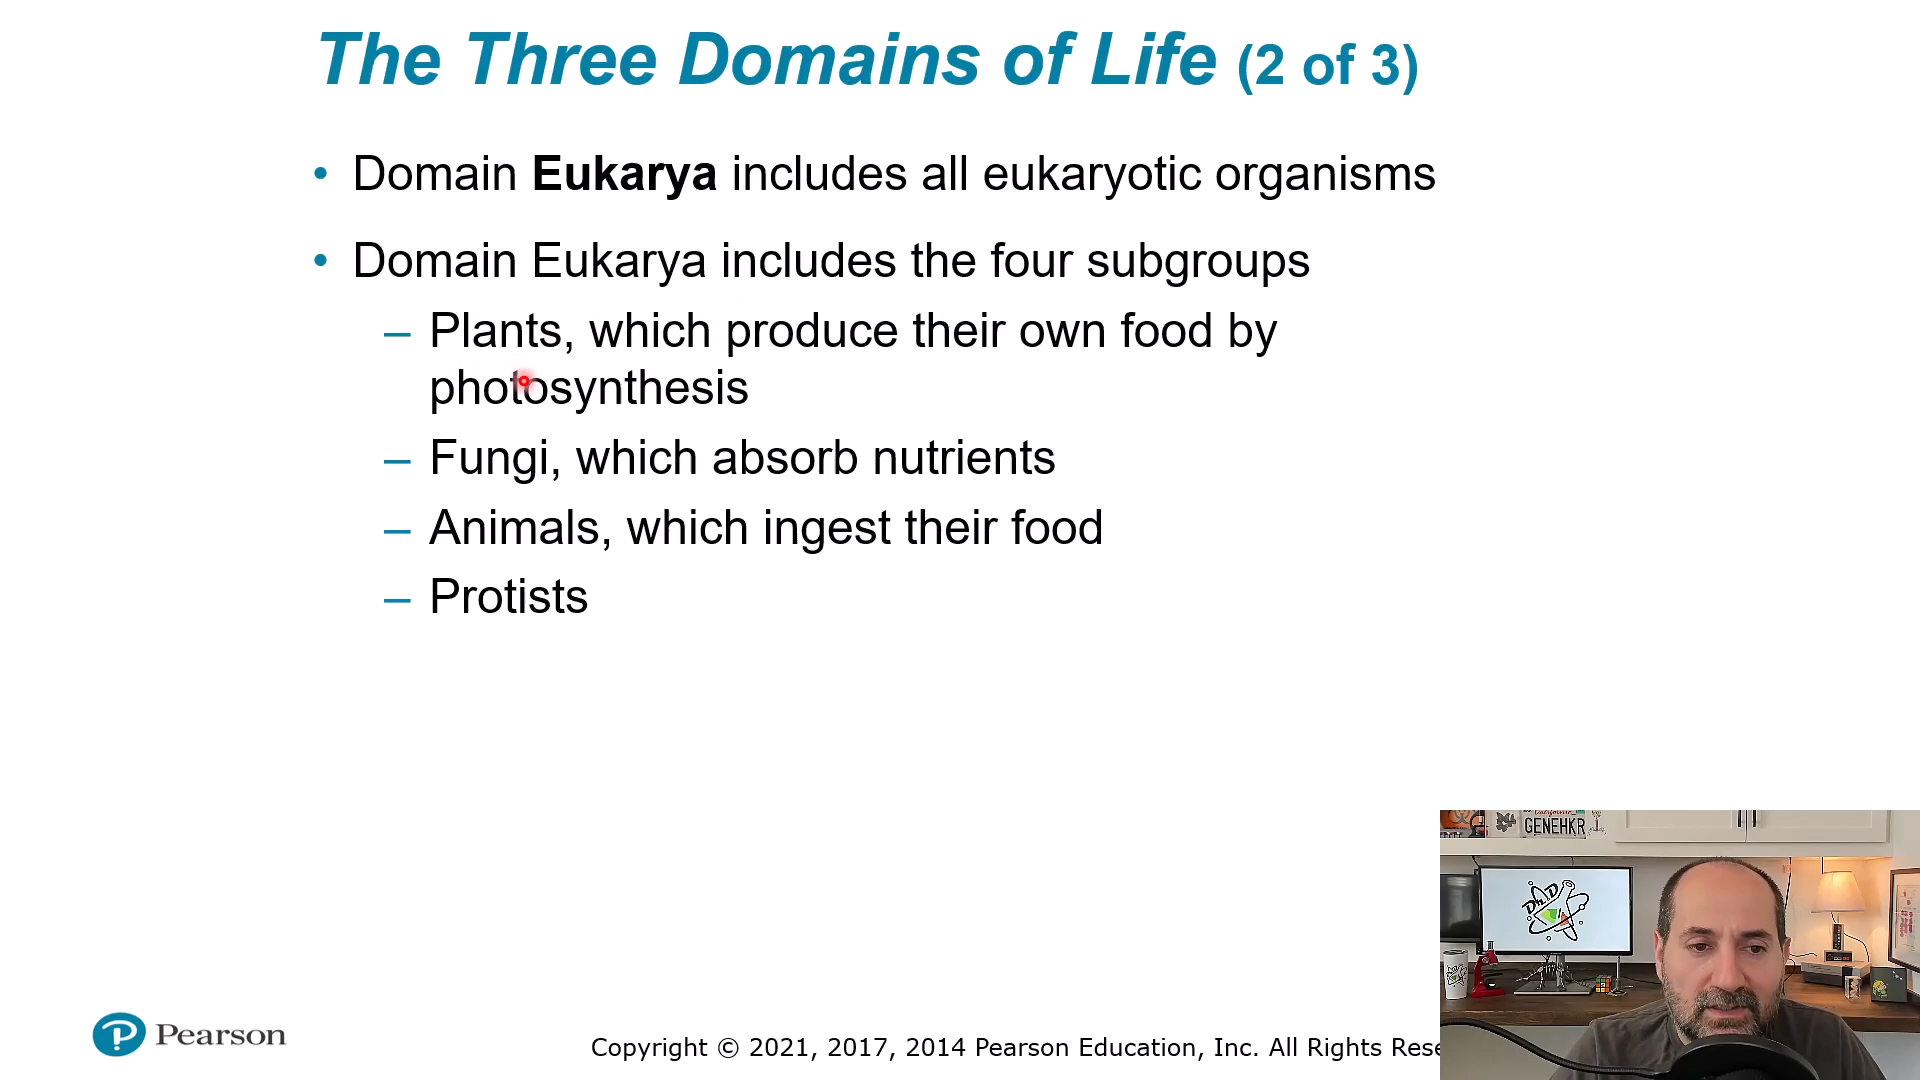 The Three Domains of Life (2 of 3)
• Domain Eukarya includes all eukaryotic organisms
• Domain Eukarya includes the four subgroups
– Plants, which produce their own food by
photosynthesis
– Fungi, which absorb nutrients
– Animals, which ingest their food
– Protists
GENEHKR
Ph.D
P Pearson
Copyright © 2021, 2017, 2014 Pearson Education, Inc. All Rights Rese